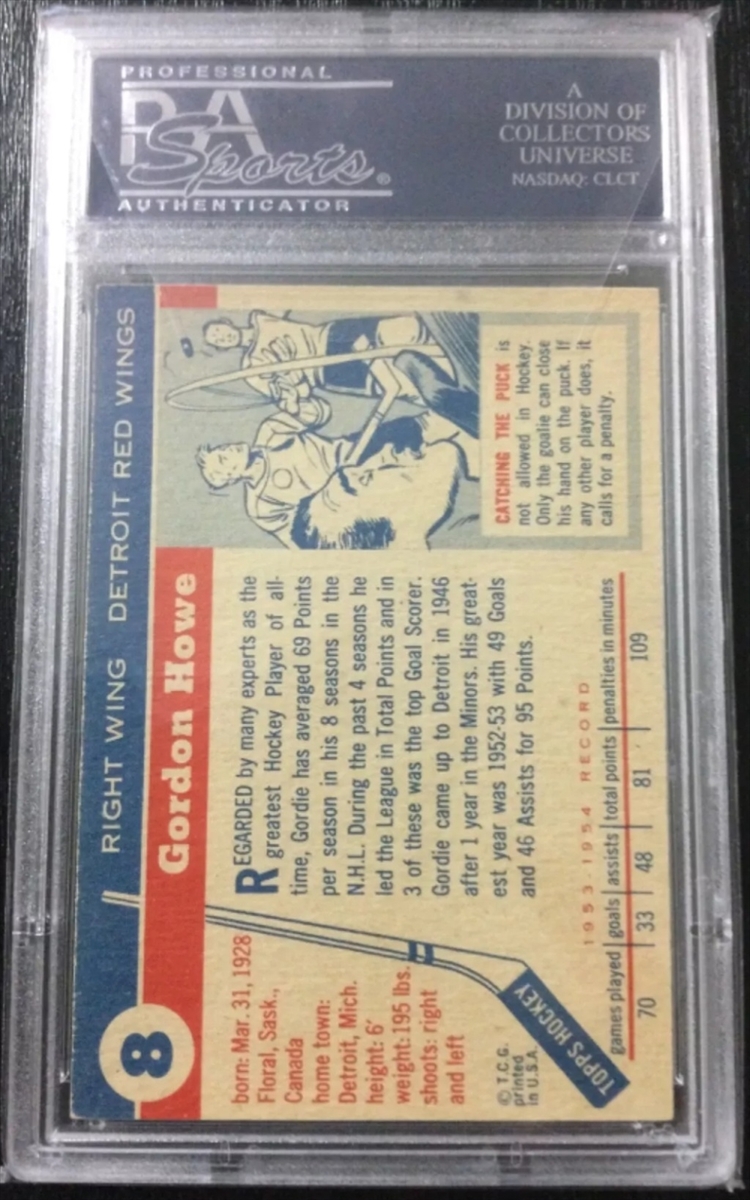 PROFESSIONAL
PSA
Sports®
AUTHENTICATOR
A
DIVISION OF
COLLECTORS
UNIVERSE
NASDAQ: CLCT
8
RIGHT WING DETROIT RED WINGS
Gordon Howe
born: Mar. 31, 1928
Floral, Sask.,
Canada
home town:
Detroit, Mich.
height: 6'
weight: 195 lbs.
shoots: right
and left
© T.C.G.
printed
in U.S.A.
TOPPS HOCKEY
REGARDED by many experts as the
greatest Hockey Player of all-
time, Gordie has averaged 69 Points
per season in his 8 seasons in the
N.H.L. During the past 4 seasons he
led the League in Total Points and in
3 of these was the top Goal Scorer.
Gordie came up to Detroit in 1946
after 1 year in the Minors. His great-
est year was 1952-53 with 49 Goals
and 46 Assists for 95 Points.
CATCHING THE PUCK is
not allowed in Hockey.
Only the goalie can close
his hand on the puck. If
any other player does, it
calls for a penalty.
1953-1954 RECORD
games played goals assists total points penalties in minutes
70 33 48 81 109